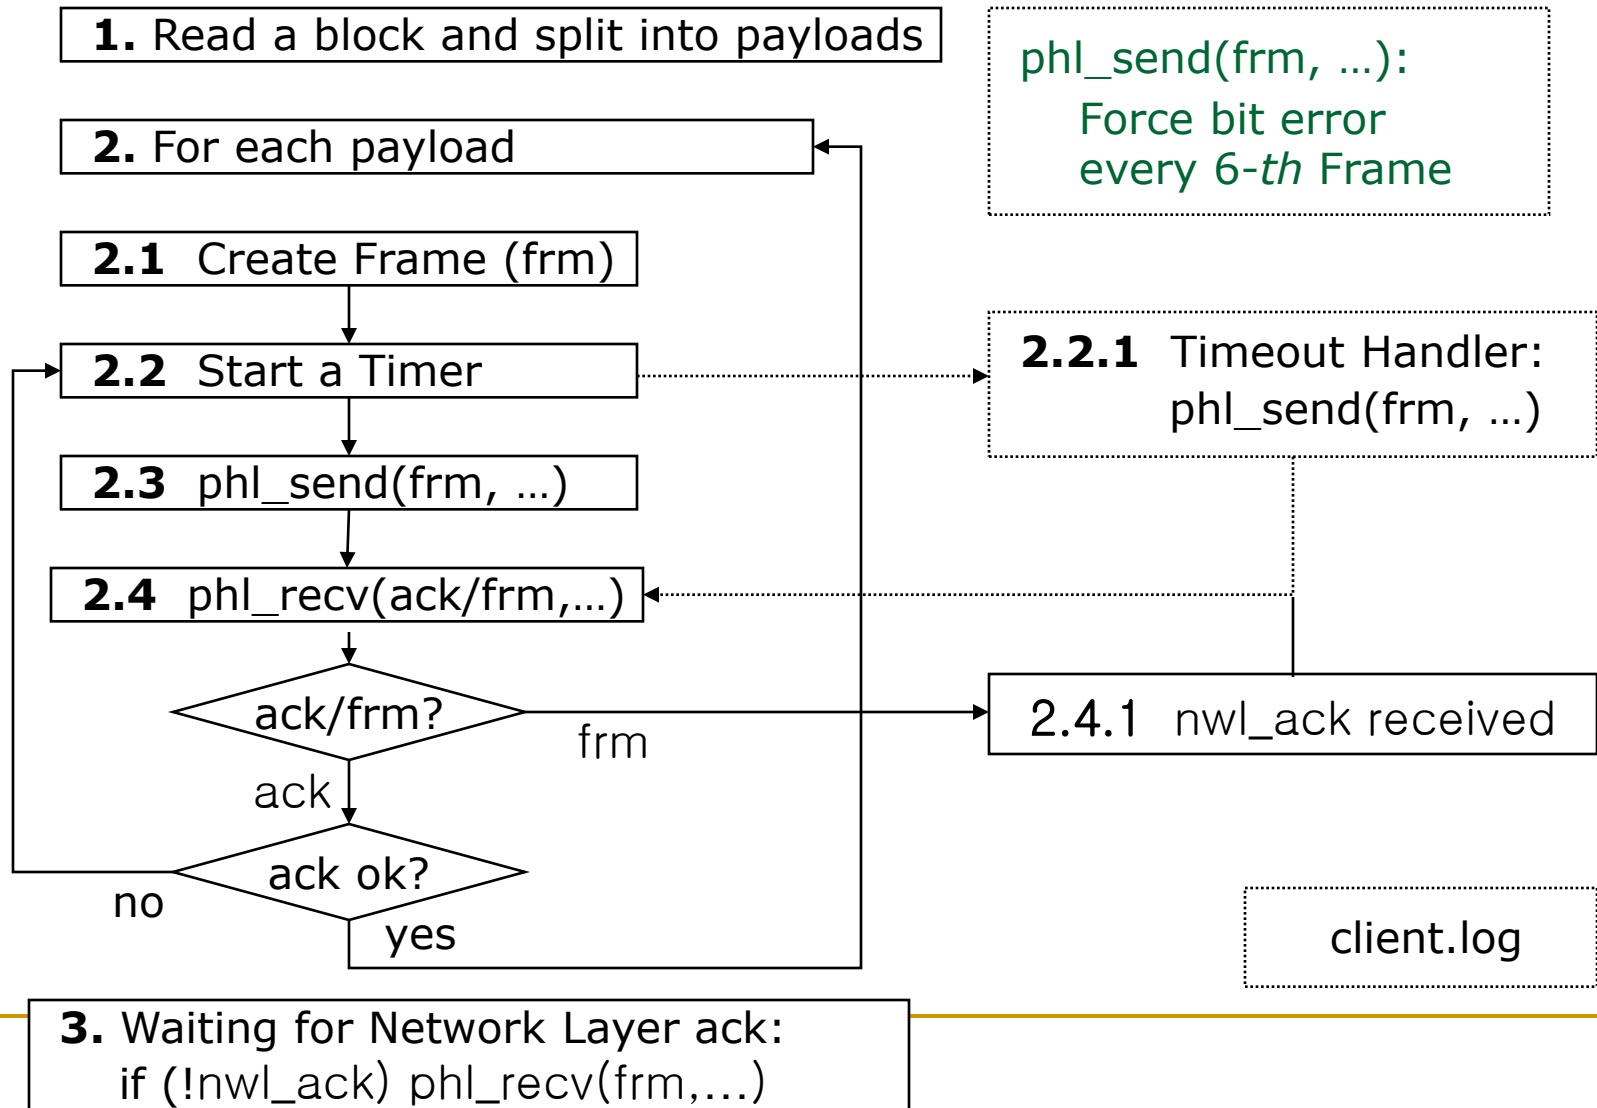 1. Read a block and split into payloads
phl_send(frm, …):
Force bit error
every 6-th Frame
2. For each payload
2.1 Create Frame (frm)
2.2 Start a Timer
2.2.1 Timeout Handler:
phl_send(frm, …)
2.3 phl_send(frm, …)
2.4 phl_recv(ack/frm,…)
ack/frm?
frm
2.4.1 nwl_ack received
ack
ack ok?
no
yes
client.log
3. Waiting for Network Layer ack:
if (!nwl_ack) phl_recv(frm,…)